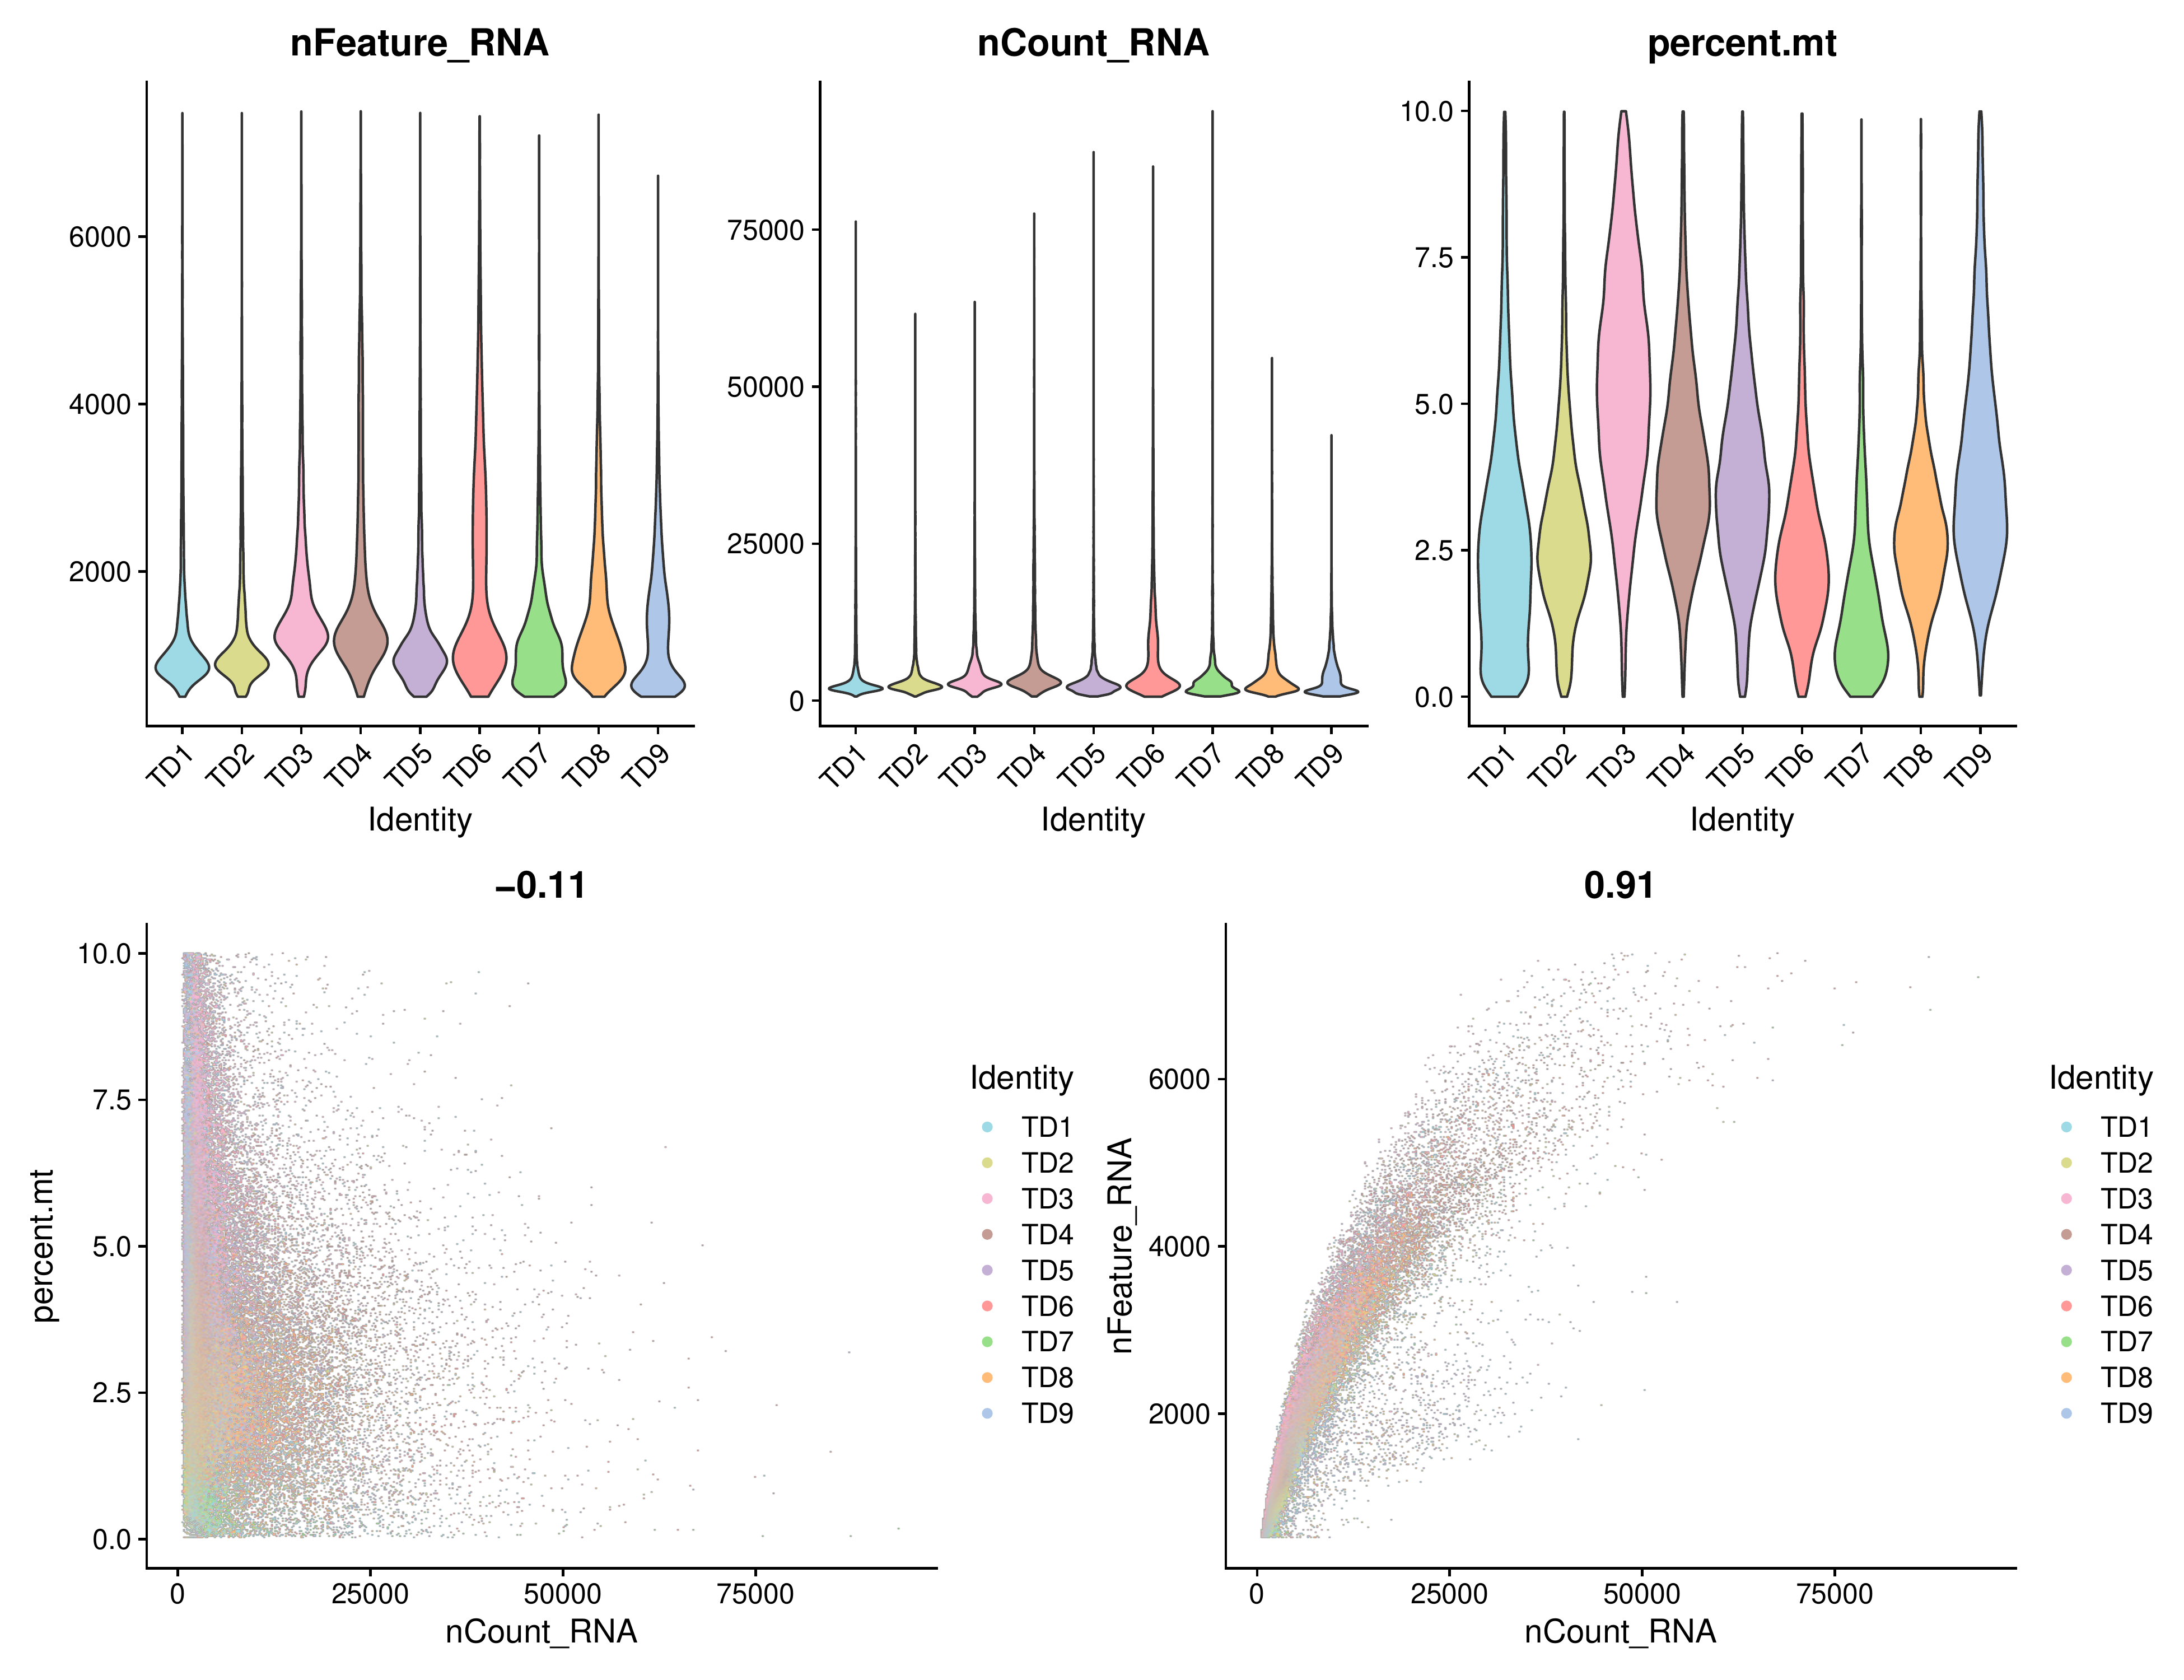 nFeature_RNA
6000
4000
2000
TD1 TD2 TD3 TD4 TD5 TD6 TD7 TD8 TD9
Identity
nCount_RNA
75000
50000
25000
0
TD1 TD2 TD3 TD4 TD5 TD6 TD7 TD8 TD9
Identity
percent.mt
10.0
7.5
5.0
2.5
0.0
TD1 TD2 TD3 TD4 TD5 TD6 TD7 TD8 TD9
Identity
−0.11
percent.mt
10.0
7.5
5.0
2.5
0.0
0 25000 50000 75000
nCount_RNA
Identity
TD1
TD2
TD3
TD4
TD5
TD6
TD7
TD8
TD9
0.91
nFeature_RNA
6000
4000
2000
0 25000 50000 75000
nCount_RNA
Identity
TD1
TD2
TD3
TD4
TD5
TD6
TD7
TD8
TD9